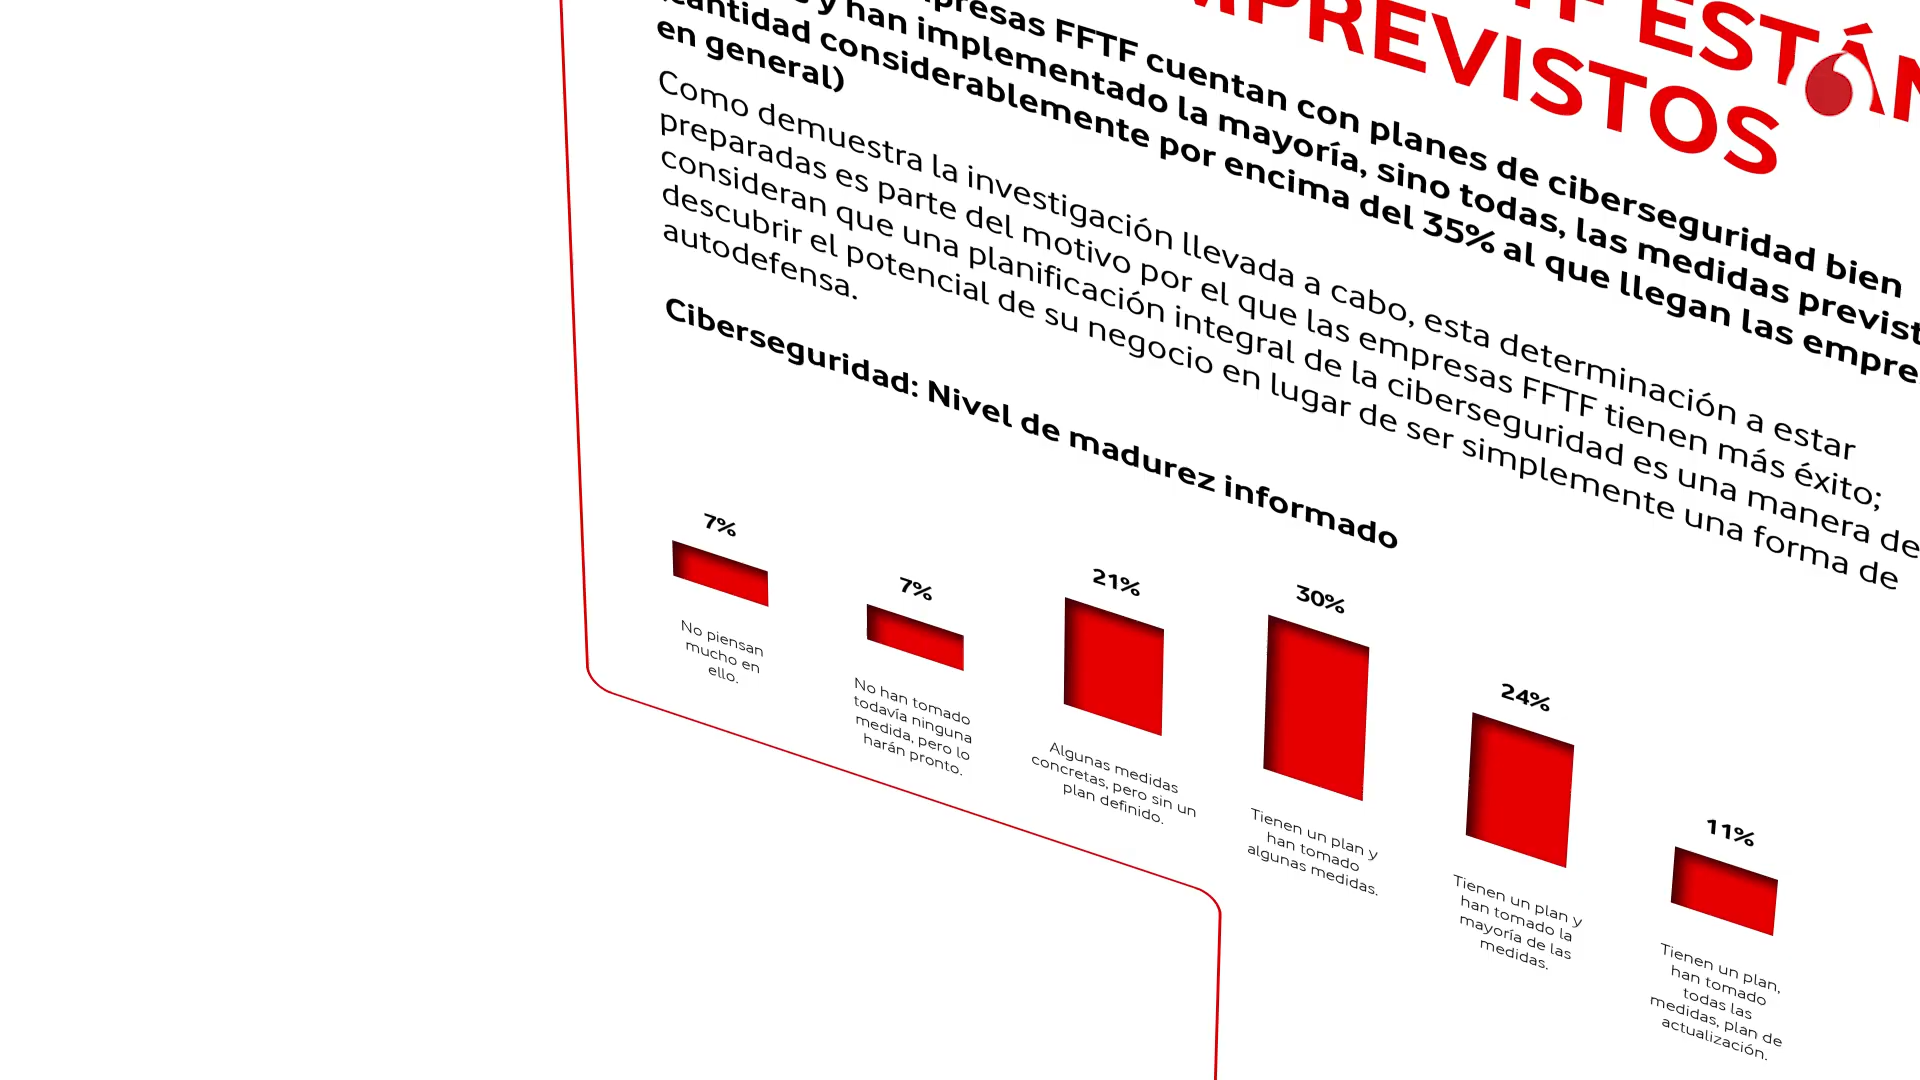 ESTÁN
PREVISTOS
FFTF cuentan con planes de ciberseguridad bien
y han implementado la mayoría, sino todas, las medidas
cantidad considerablemente por encima del 35% al que llegan las
en general)
Como demuestra la investigación llevada a cabo, esta determinación a estar
preparadas es parte del motivo por el que las empresas FFTF tienen más éxito;
consideran que una planificación integral de la ciberseguridad es una manera de
descubrir el potencial de su negocio en lugar de ser simplemente una forma de
autodefensa.
Ciberseguridad: Nivel de madurez informado
7%
No piensan
mucho en
ello.
7%
No han tomado
todavía ninguna
medida, pero lo
harán pronto.
21%
Algunas medidas
concretas, pero sin un
plan definido.
30%
Tienen un plan y
han tomado
algunas medidas.
24%
Tienen un plan y
han tomado la
mayoría de las
medidas.
11%
Tienen un plan,
han tomado
todas las
medidas, plan de
actualización.